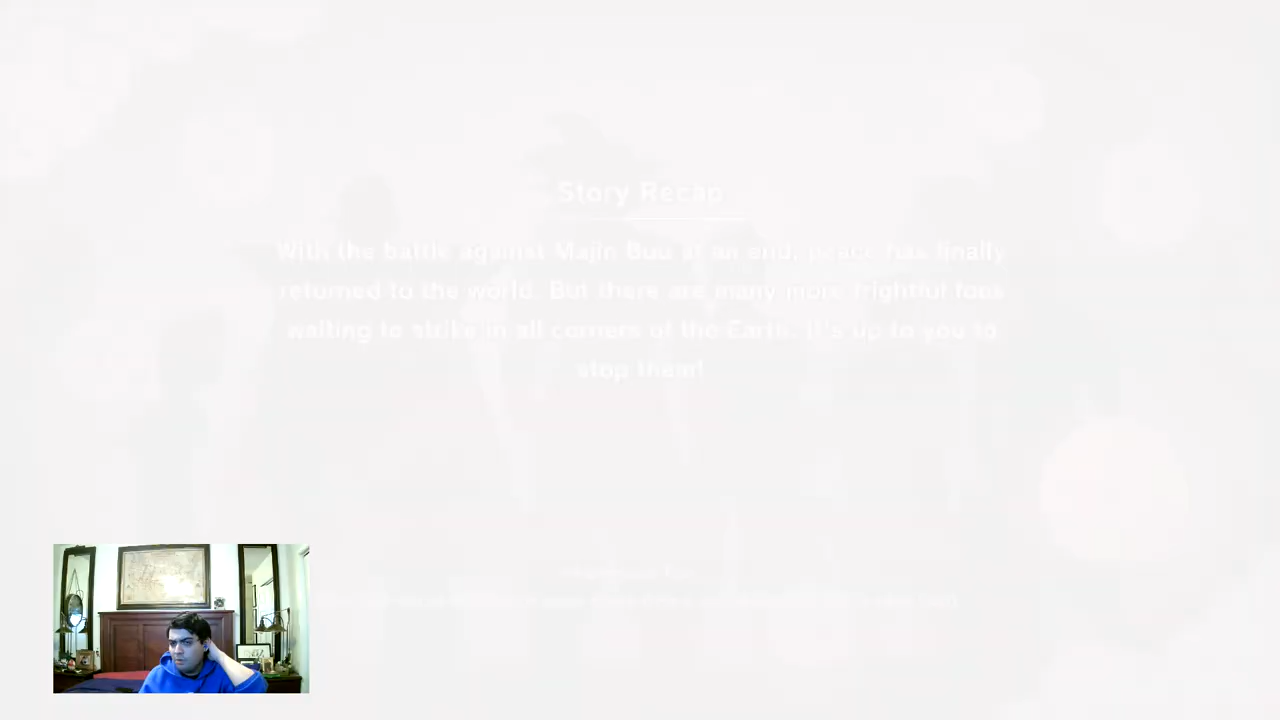 Story Recap
With the battle against Majin Buu at an end, peace has finally
returned to the world. But there are many more frightful foes
waiting to strike in all corners of the Earth. It's up to you to
stop them!